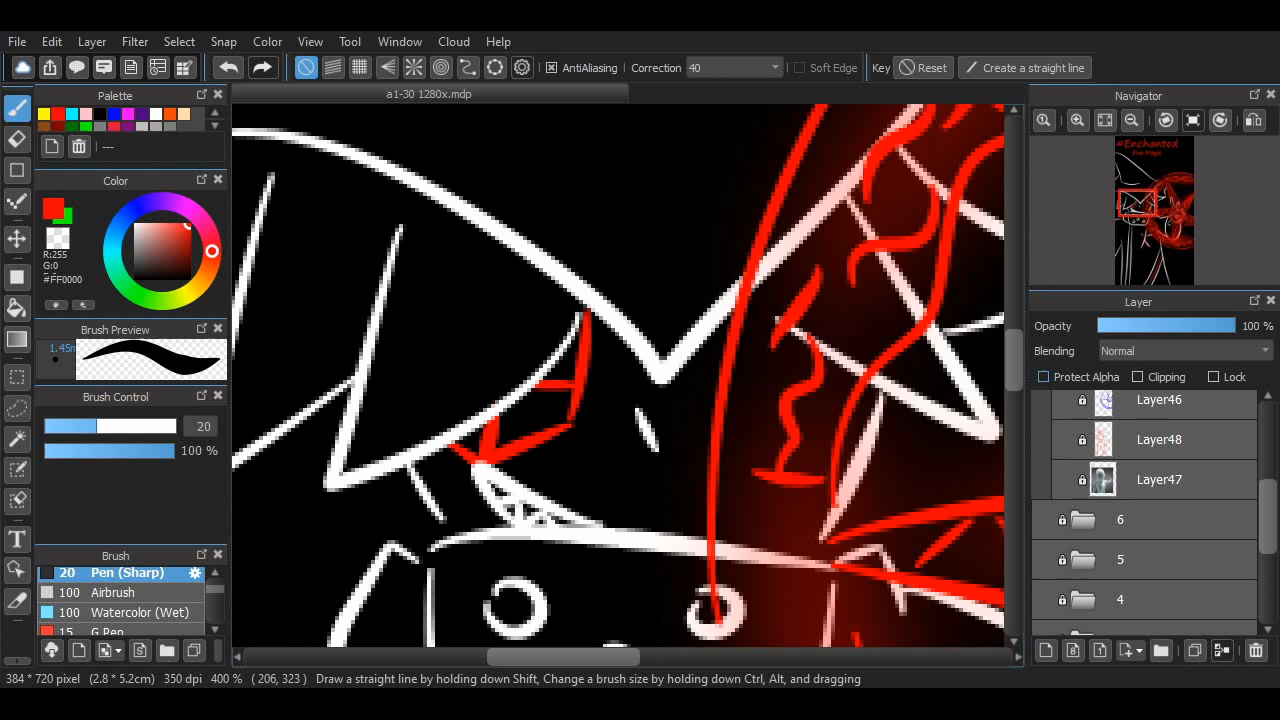 File Edit Layer Filter Select Snap Color View Tool Window Cloud Help
AntiAliasing Correction 40 Soft Edge Key Reset Create a straight line
Palette
a1-30 1280x.mdp
Navigator
---
#Enchanted
Fire Magic
Color
R:255
G:0
#FF0000
Layer
Opacity 100 %
Blending Normal
Protect Alpha Clipping Lock
Brush Preview
Brush Control
20
100 %
Layer46
Layer48
Layer47
6
5
4
Brush
20 Pen (Sharp)
100 Airbrush
100 Watercolor (Wet)
15 G Pen
T
384 * 720 pixel (2.8 * 5.2cm) 350 dpi 400 % ( 206, 323 ) Draw a straight line by holding down Shift, Change a brush size by holding down Ctrl, Alt, and dragging